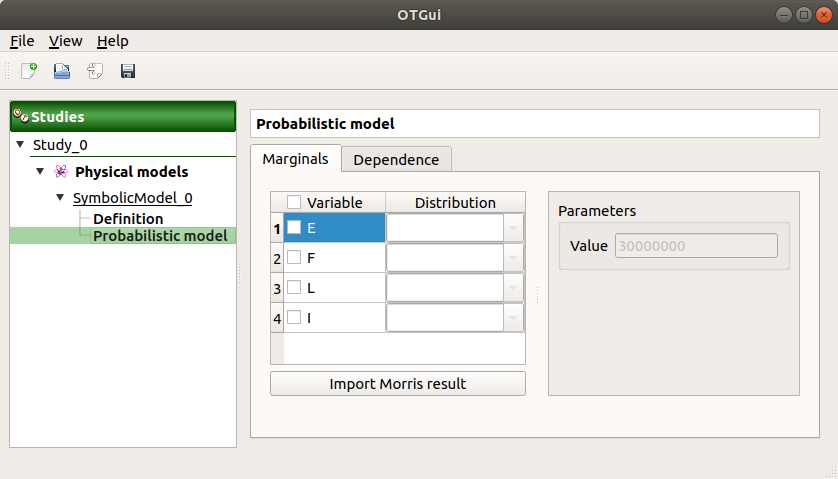 OTGui
File View Help
Studies
Study_0
Physical models
SymbolicModel_0
Definition
Probabilistic model
Probabilistic model
Marginals Dependence
Variable Distribution
1 E
2 F
3 L
4 I
Import Morris result
Parameters
Value 30000000